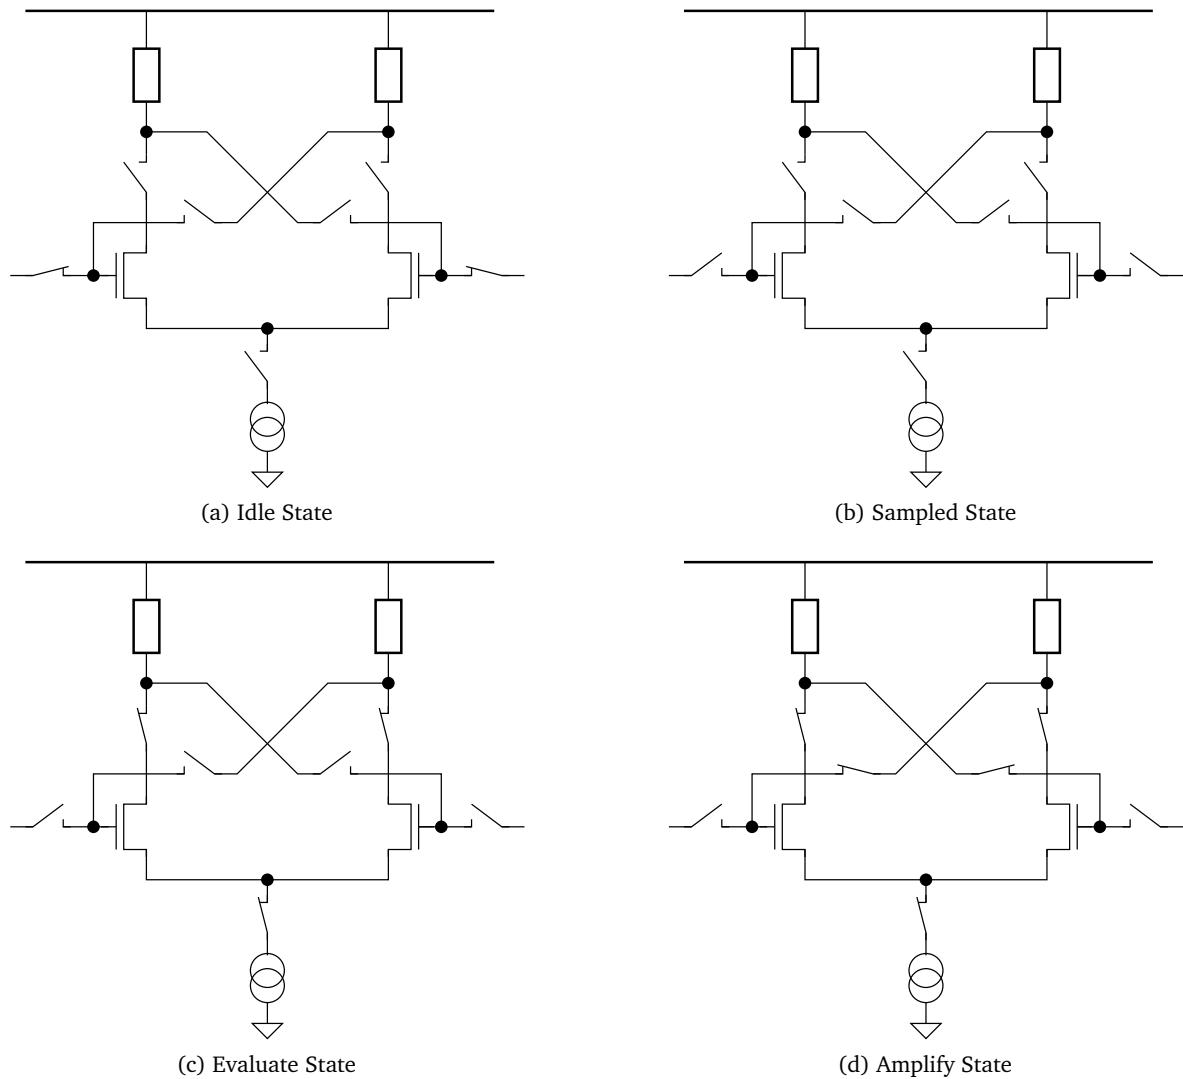 (a) Idle State
(b) Sampled State
(c) Evaluate State
(d) Amplify State